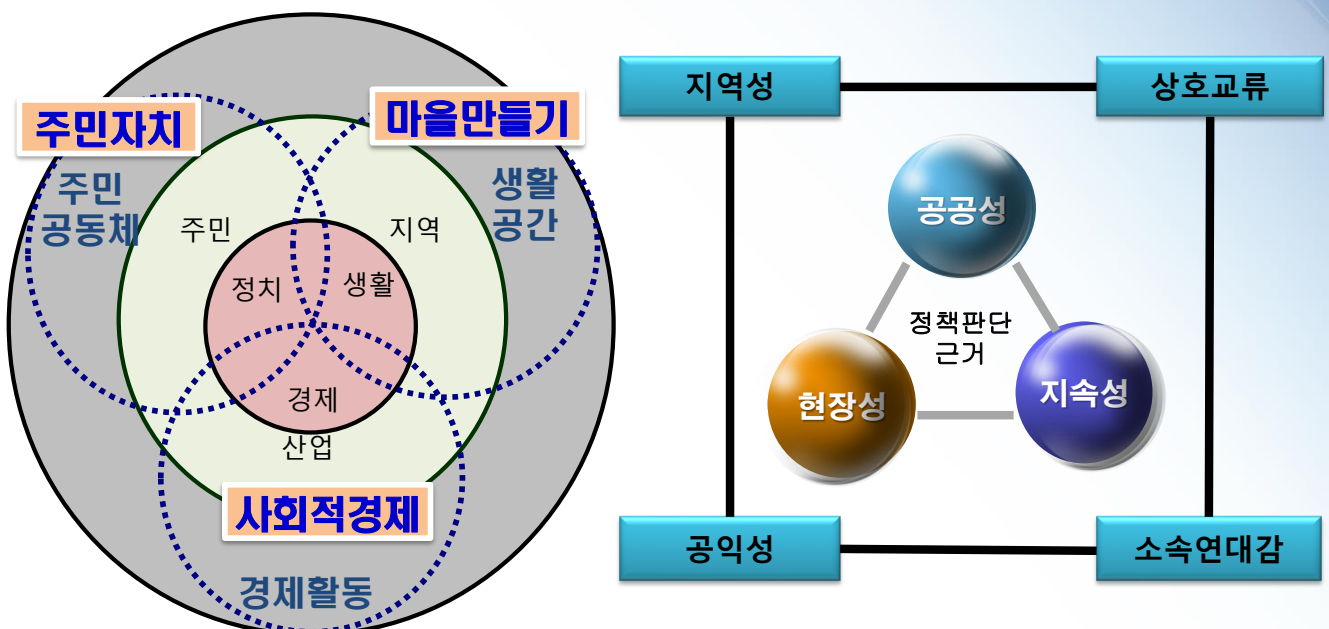 주민자치
마을만들기
주민
공동체
생활
공간
주민
지역
정치
생활
경제
산업
사회적경제
경제활동
지역성
상호교류
공공성
정책판단
근거
현장성
지속성
공익성
소속연대감